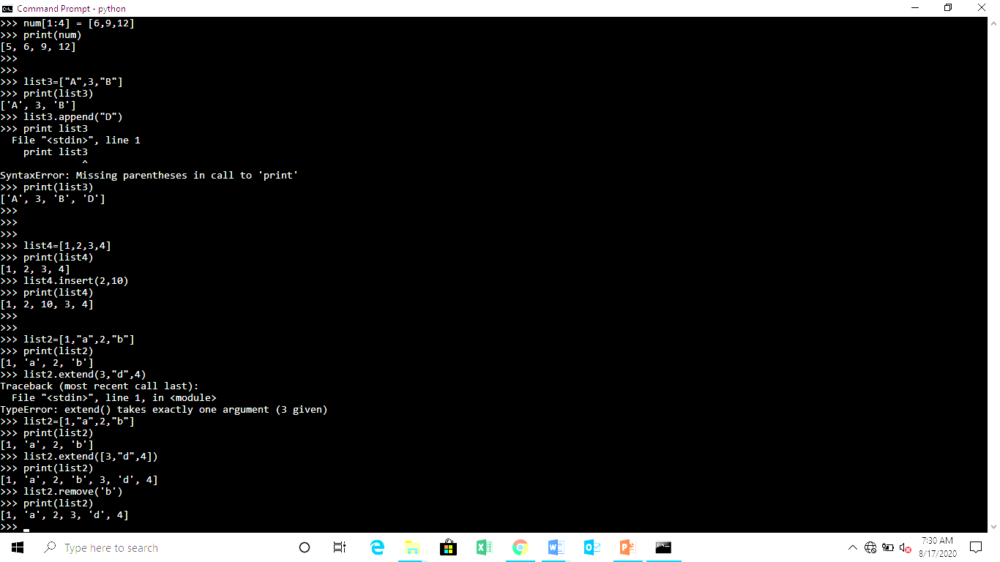 Command Prompt - python
>>> num[1:4] = [6,9,12]
>>> print(num)
[5, 6, 9, 12]
>>>
>>>
>>> list3=["A",3,"B"]
>>> print(list3)
['A', 3, 'B']
>>> list3.append("D")
>>> print list3
  File "<stdin>", line 1
    print list3
              ^
SyntaxError: Missing parentheses in call to 'print'
>>> print(list3)
['A', 3, 'B', 'D']
>>>
>>>
>>>
>>> list4=[1,2,3,4]
>>> print(list4)
[1, 2, 3, 4]
>>> list4.insert(2,10)
>>> print(list4)
[1, 2, 10, 3, 4]
>>>
>>>
>>> list2=[1,"a",2,"b"]
>>> print(list2)
[1, 'a', 2, 'b']
>>> list2.extend(3,"d",4)
Traceback (most recent call last):
  File "<stdin>", line 1, in <module>
TypeError: extend() takes exactly one argument (3 given)
>>> list2=[1,"a",2,"b"]
>>> print(list2)
[1, 'a', 2, 'b']
>>> list2.extend([3,"d",4])
>>> print(list2)
[1, 'a', 2, 'b', 3, 'd', 4]
>>> list2.remove('b')
>>> print(list2)
[1, 'a', 2, 3, 'd', 4]
>>>
Type here to search
7:30 AM
8/17/2020